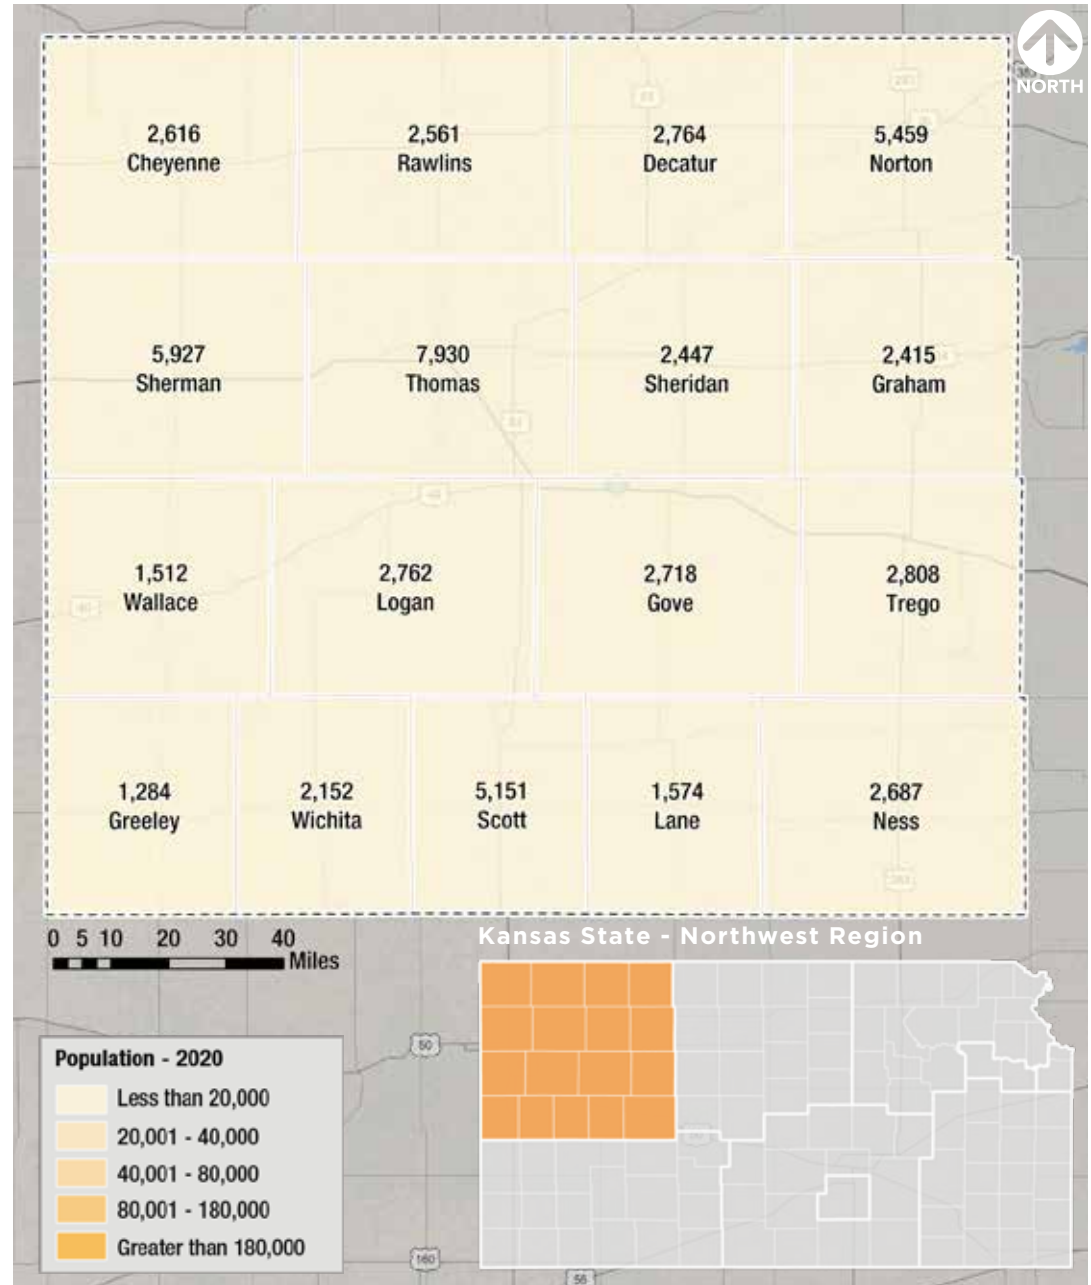 NORTH
2,616
Cheyenne
2,561
Rawlins
2,764
Decatur
5,459
Norton
5,927
Sherman
7,930
Thomas
2,447
Sheridan
2,415
Graham
1,512
Wallace
2,762
Logan
2,718
Gove
2,808
Trego
1,284
Greeley
2,152
Wichita
5,151
Scott
1,574
Lane
2,687
Ness
0 5 10 20 30 40
Miles
Kansas State - Northwest Region
50
Population - 2020
Less than 20,000
20,001 - 40,000
40,001 - 80,000
80,001 - 180,000
Greater than 180,000
160
56